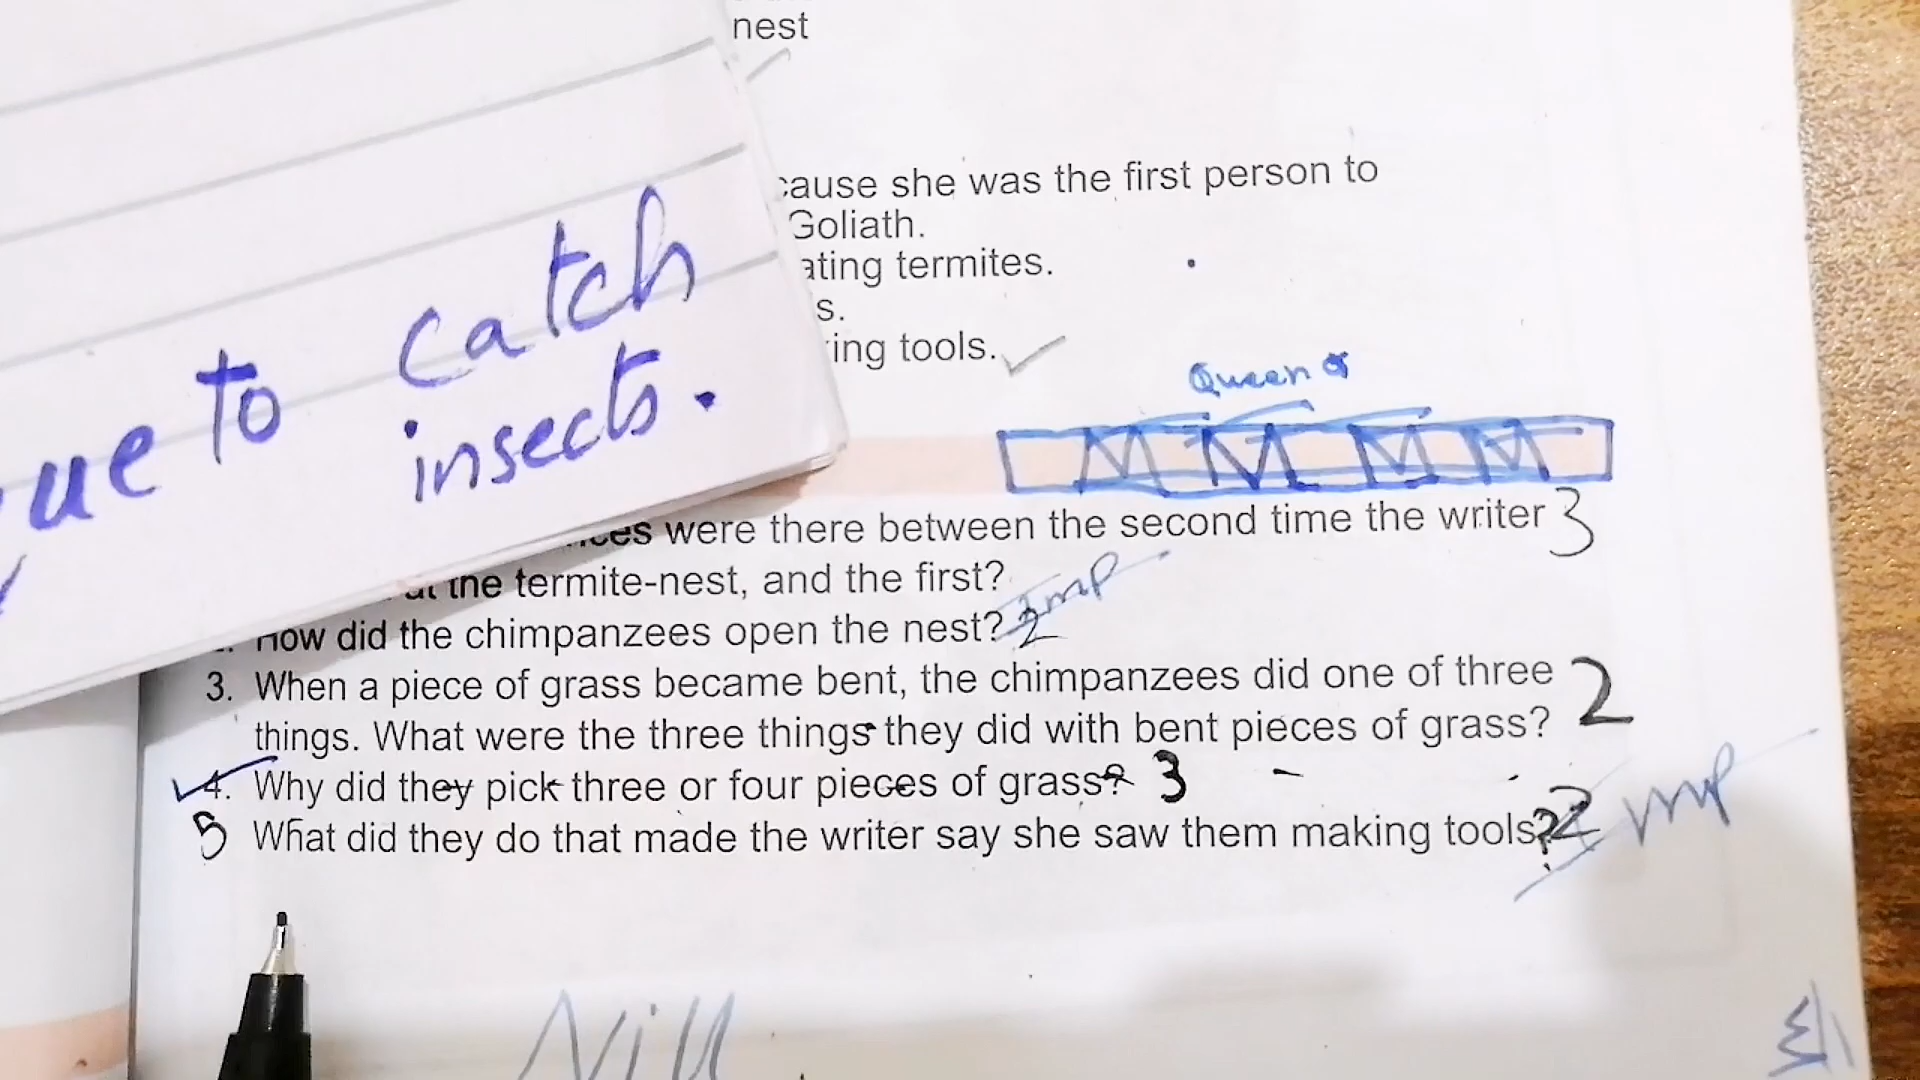 nest
cause she was the first person to
Goliath.
ating termites.
s.
ing tools.
ue to catch
insects.
Queen
M M M M
ces were there between the second time the writer 3
at the termite-nest, and the first?
How did the chimpanzees open the nest? 2 Imp
3. When a piece of grass became bent, the chimpanzees did one of three
things. What were the three things they did with bent pieces of grass? 2
4. Why did they pick three or four pieces of grass? 3
5 What did they do that made the writer say she saw them making tools? 2 Imp
Nill